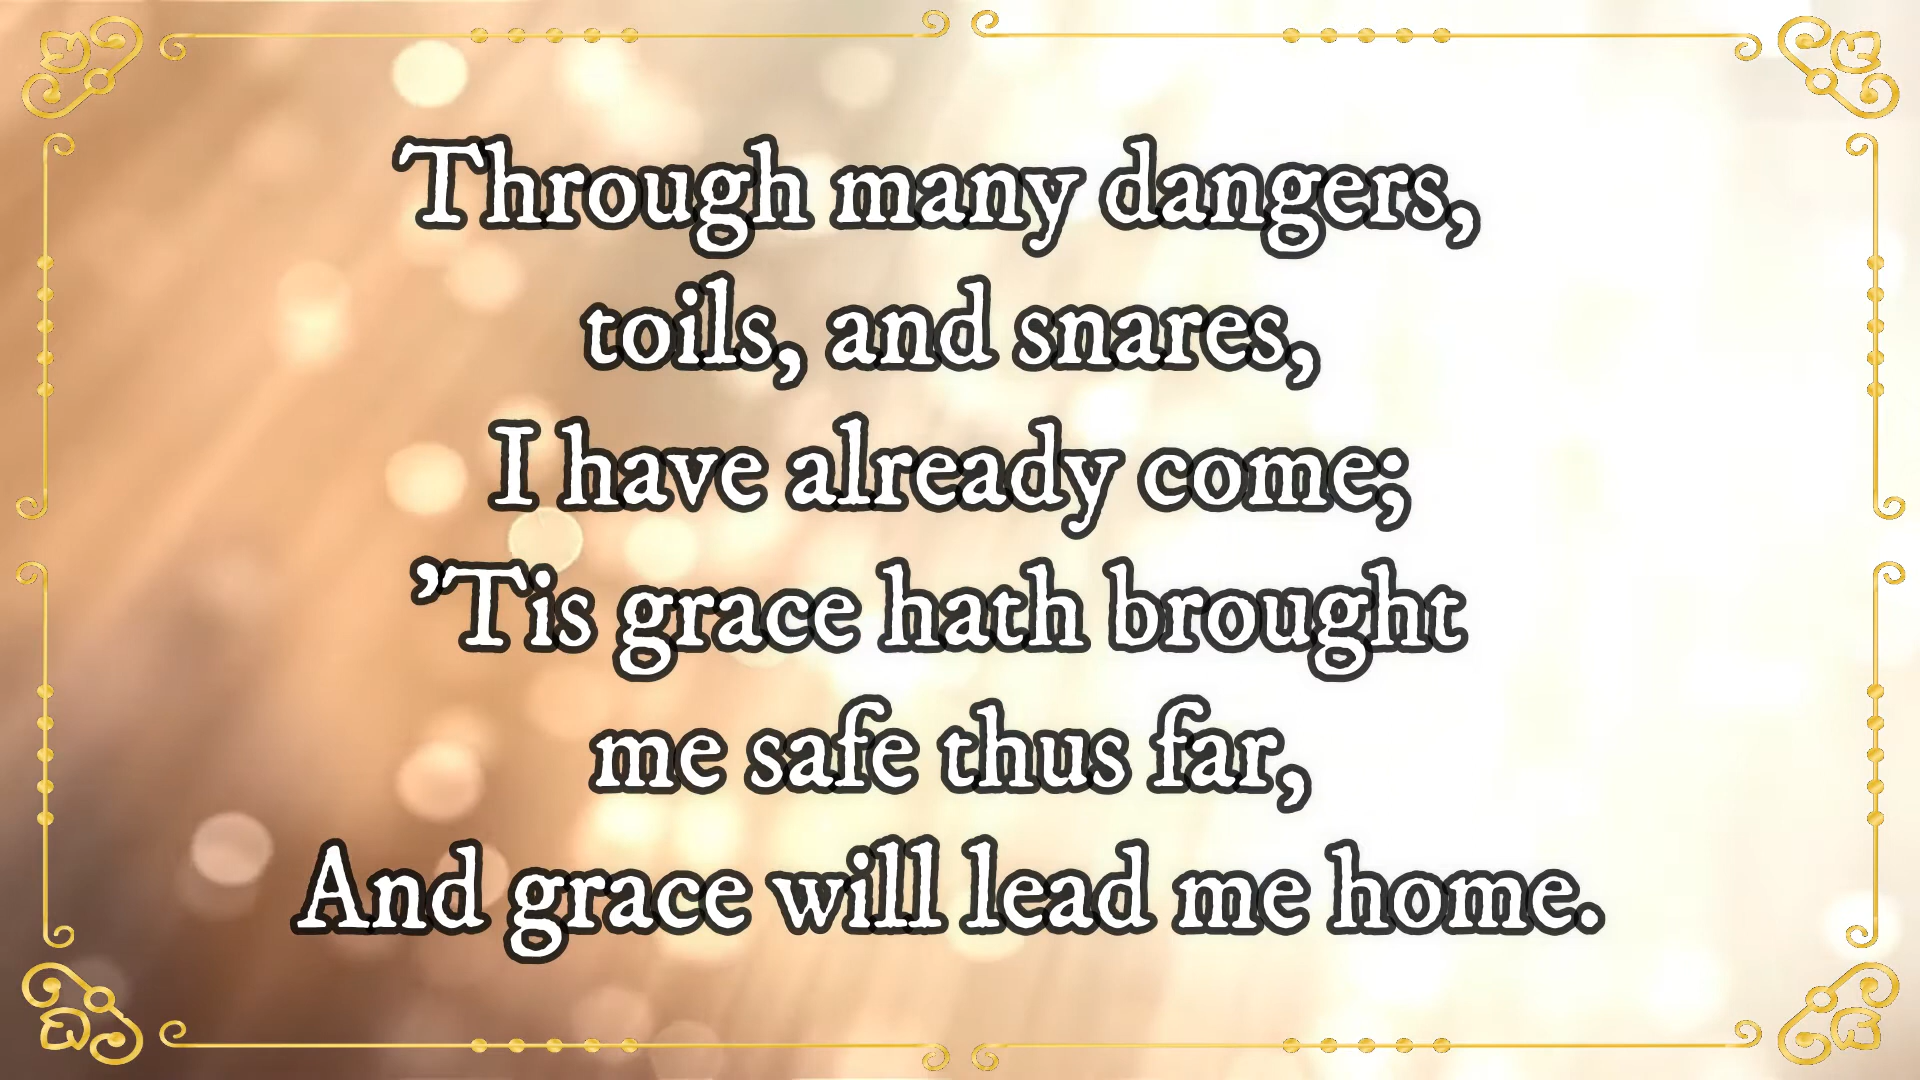 Through many dangers,
toils, and snares,
I have already come;
’Tis grace hath brought
me safe thus far,
And grace will lead me home.